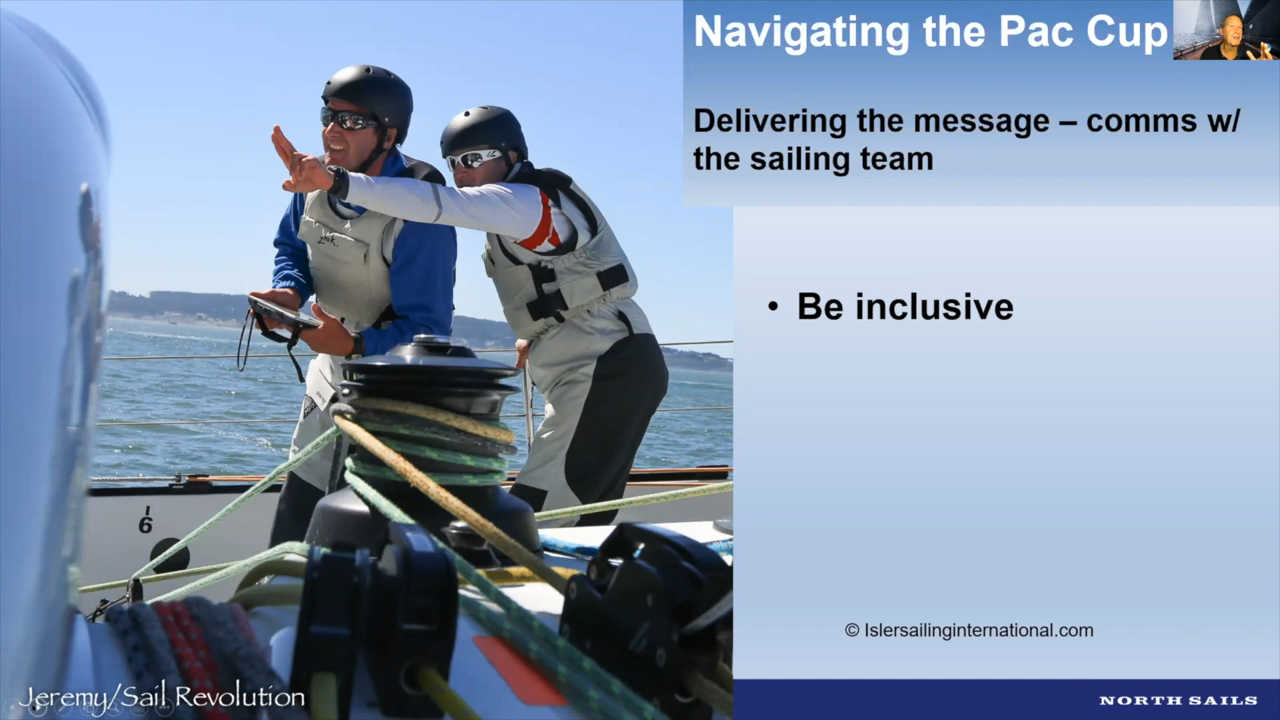 Navigating the Pac Cup
Delivering the message – comms w/
the sailing team
• Be inclusive
zhik
6
© Islersailinginternational.com
Jeremy/Sail Revolution
NORTH SAILS